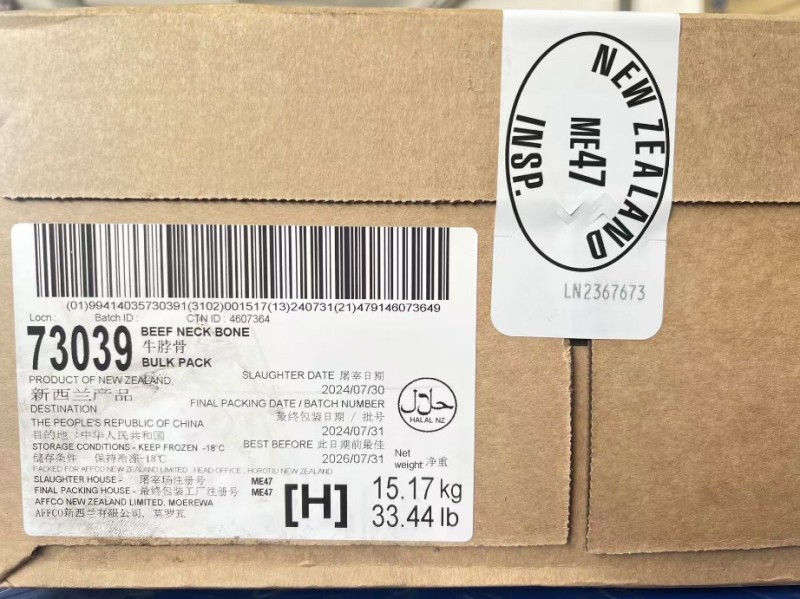 NEW ZEALAND
ME47
INSP.
LN2367673
(01)99414035730391(3102)001517(13)240731(21)479146073649
Locn : Batch ID : CTN ID : 4607364
73039
BEEF NECK BONE
牛脖骨
BULK PACK
PRODUCT OF NEW ZEALAND
新西兰产品
DESTINATION
THE PEOPLE'S REPUBLIC OF CHINA
目的地 :中华人民共和国
STORAGE CONDITIONS - KEEP FROZEN -18°C
储存条件 保持冷冻-18°C
SLAUGHTER DATE 屠宰日期
2024/07/30
FINAL PACKING DATE / BATCH NUMBER
最终包装日期 / 批号
2024/07/31
BEST BEFORE 此日期前最佳
2026/07/31
حلال
HALAL NZ
PACKED FOR AFFCO NEW ZEALAND LIMITED , HEAD OFFICE , HOROTIU NEW ZEALAND
SLAUGHTER HOUSE - 屠宰场注册号 ME47
FINAL PACKING HOUSE - 最终包装工厂注册号 ME47
AFFCO NEW ZEALAND LIMITED, MOEREWA
AFFCO新西兰有限公司, 莫罗瓦
[H]
Net weight 净重
15.17 kg
33.44 lb